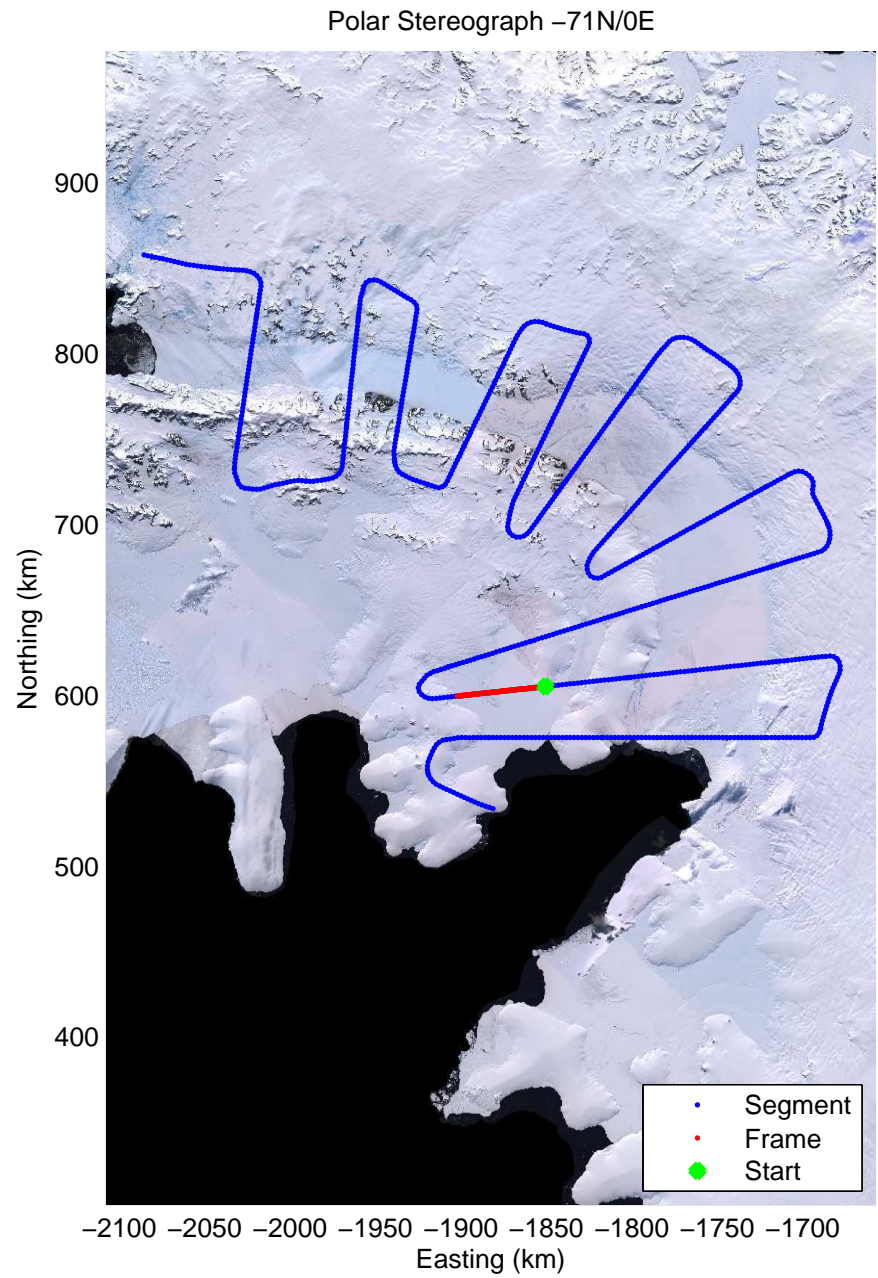 Polar Stereograph −71N/0E
900
800
700
600
500
400
Northing (km)
−2100 −2050 −2000 −1950 −1900 −1850 −1800 −1750 −1700
Easting (km)
Segment
Frame
Start